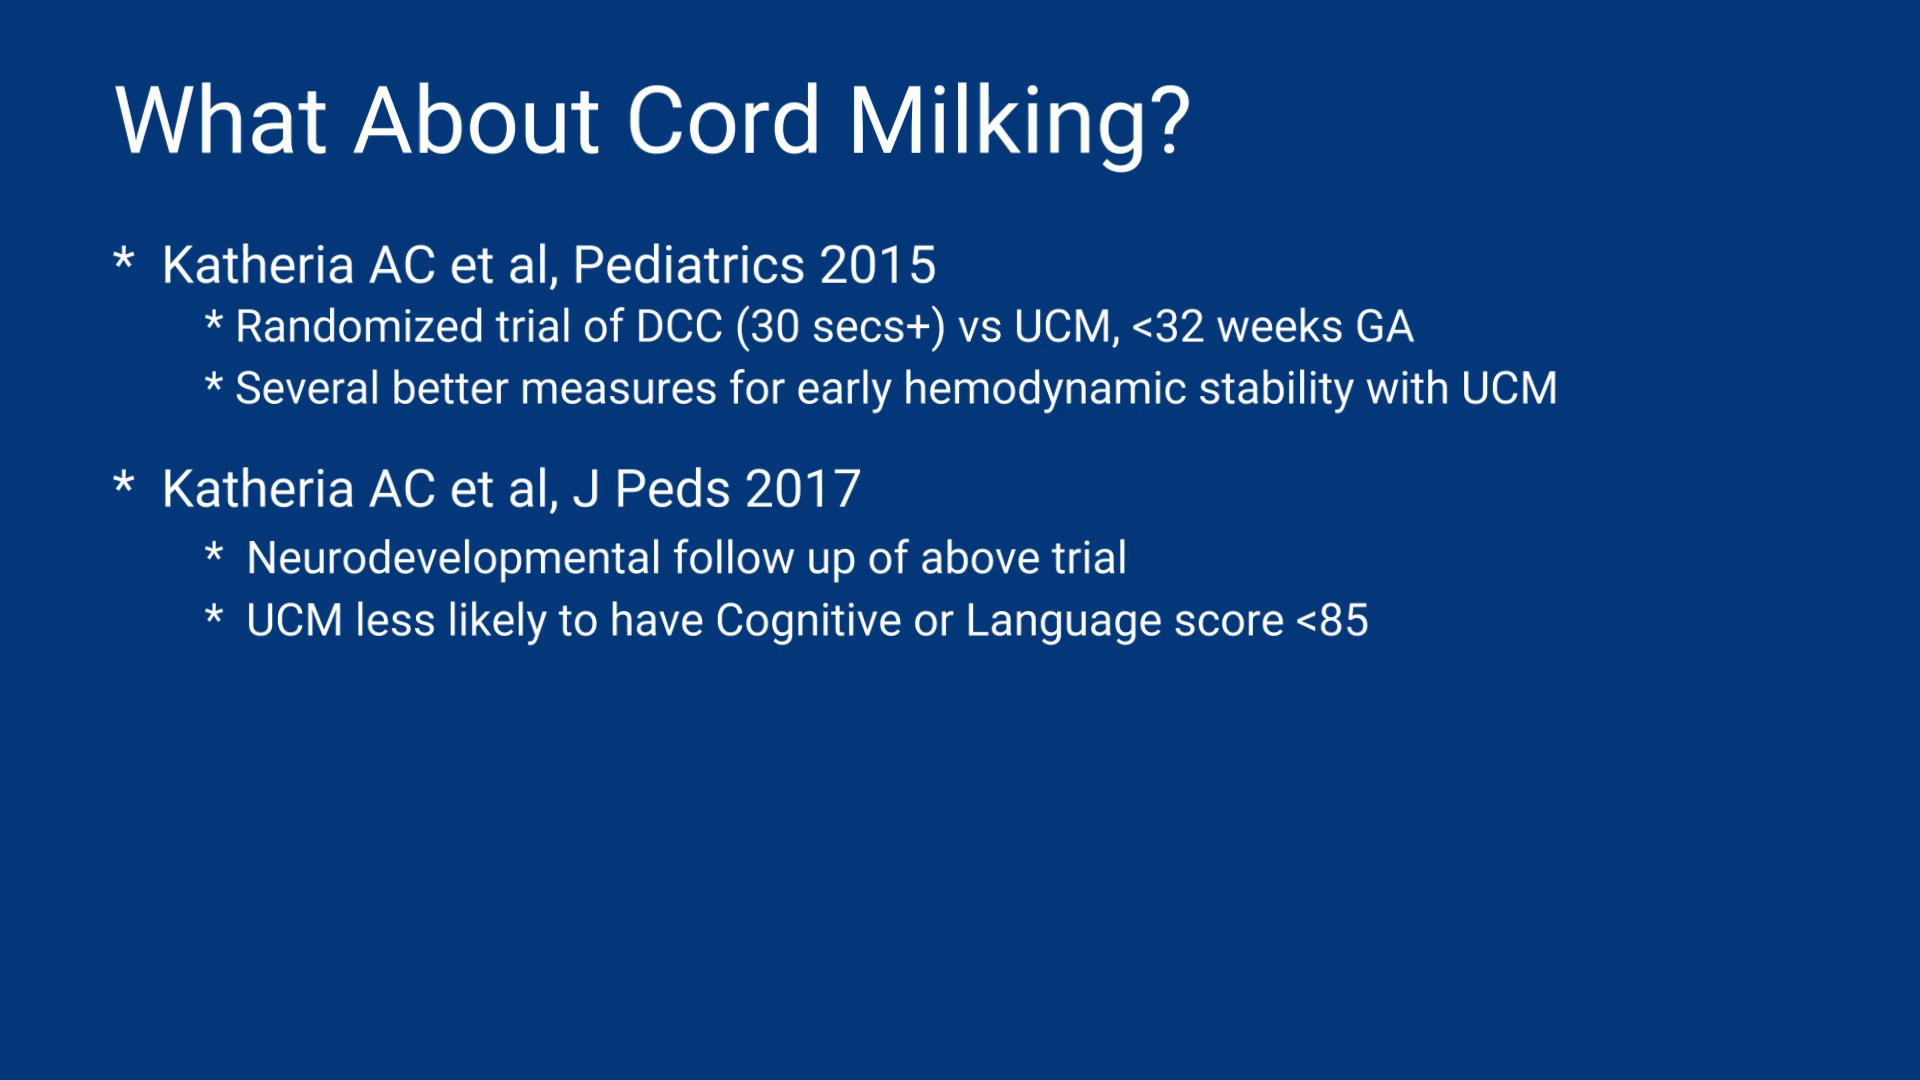 What About Cord Milking?
* Katheria AC et al, Pediatrics 2015
* Randomized trial of DCC (30 secs+) vs UCM, <32 weeks GA
* Several better measures for early hemodynamic stability with UCM
* Katheria AC et al, J Peds 2017
* Neurodevelopmental follow up of above trial
* UCM less likely to have Cognitive or Language score <85